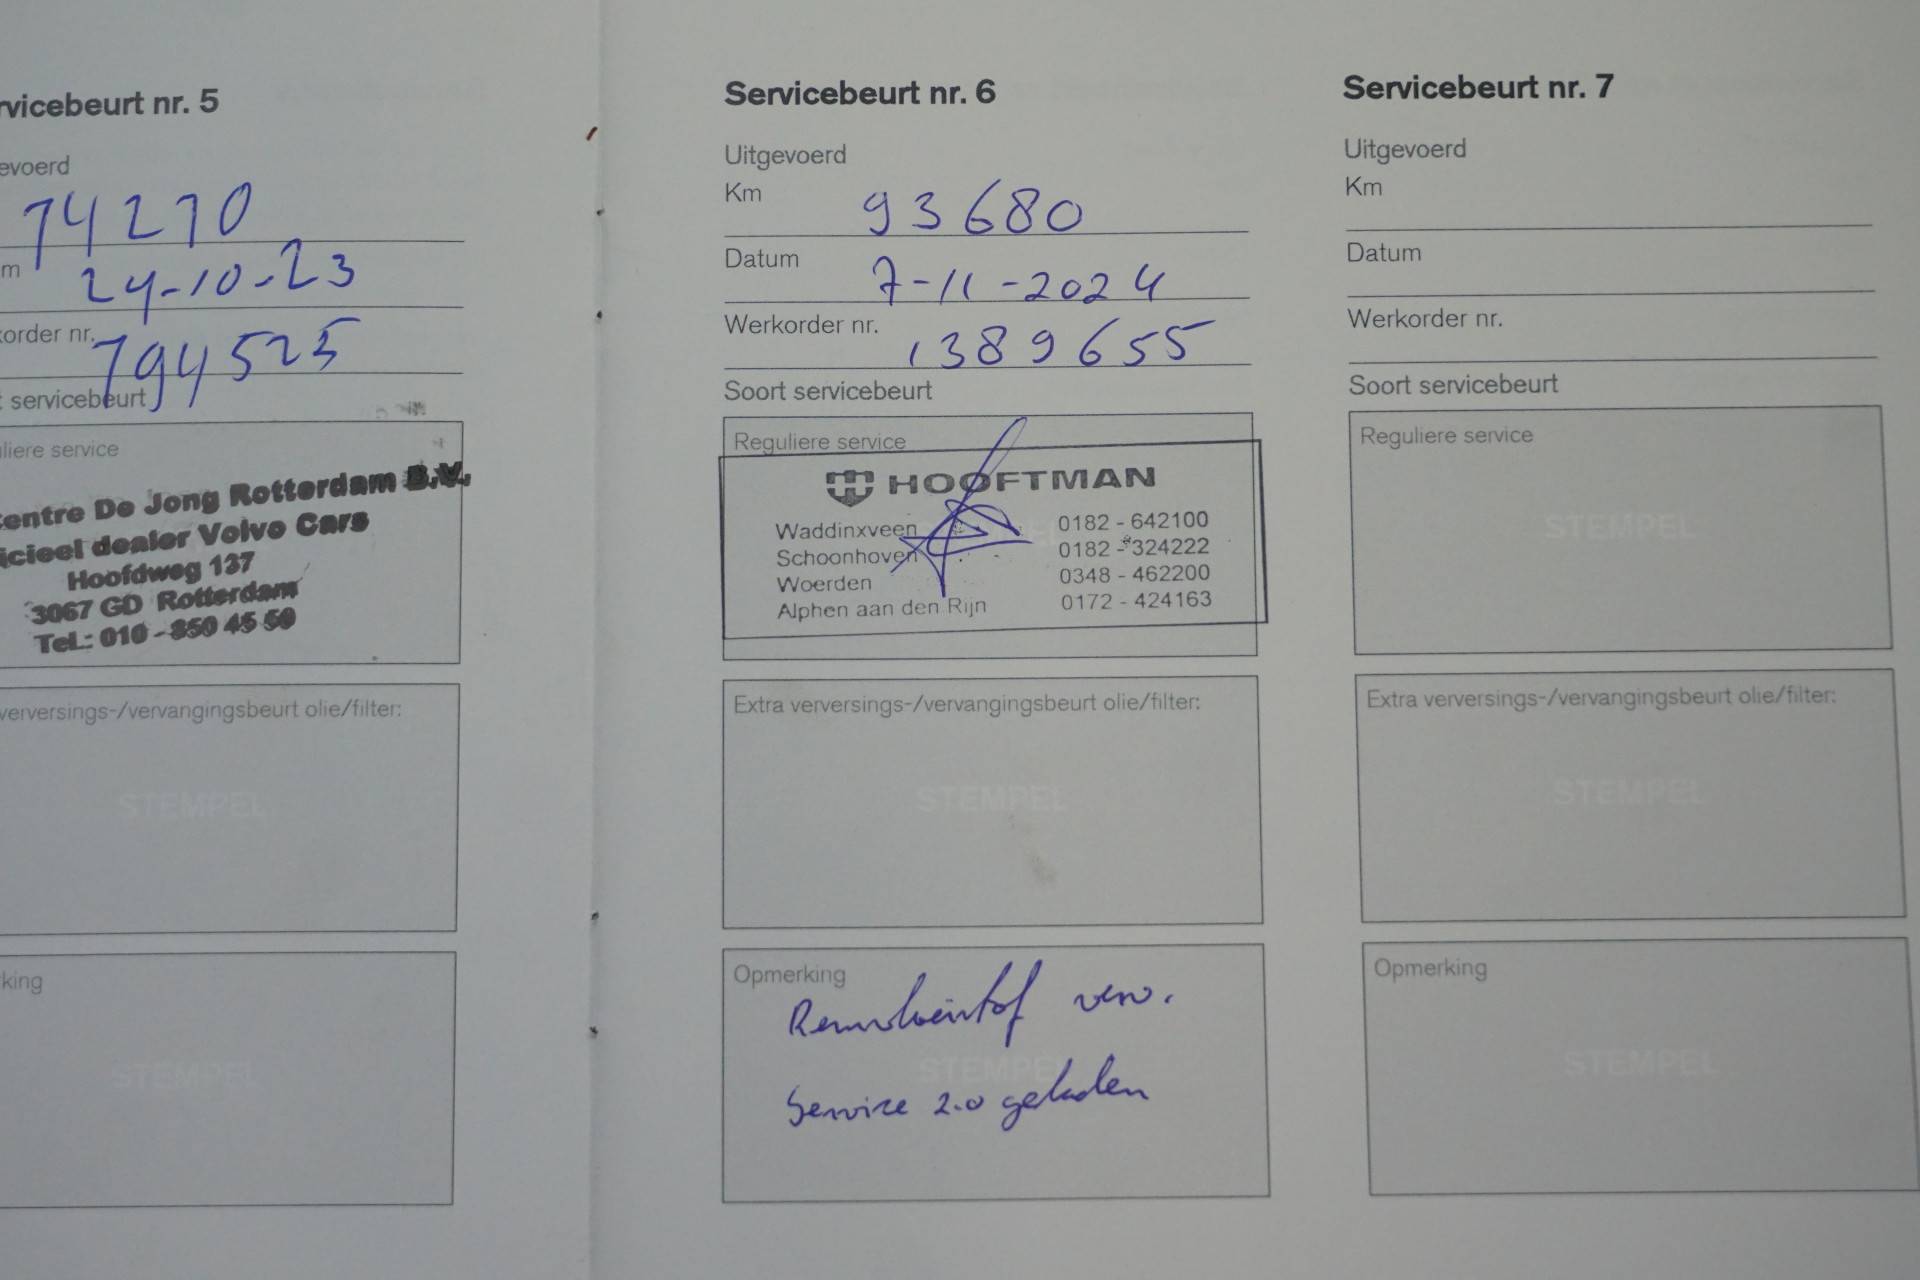 rvicebeurt nr. 5
evoerd
74270
m 24-10-23
korder nr. 794525
t servicebeurt
liere service
entre De Jong Rotterdam B.V.
icieel dealer Volvo Cars
Hoofdweg 137
3067 GD Rotterdam
Tel.: 010 - 850 45 50
verversings-/vervangingsbeurt olie/filter:
STEMPEL
king
STEMPEL
Servicebeurt nr. 6
Uitgevoerd
Km 93680
Datum 7-11-2024
Werkorder nr. 1389655
Soort servicebeurt
Reguliere service
HOOFTMAN
Waddinxveen 0182 - 642100
Schoonhoven 0182 - 324222
Woerden 0348 - 462200
Alphen aan den Rijn 0172 - 424163
Extra verversings-/vervangingsbeurt olie/filter:
STEMPEL
Opmerking
Remvloeistof verv.
STEMPEL
Service 2.0 geladen
Servicebeurt nr. 7
Uitgevoerd
Km
Datum
Werkorder nr.
Soort servicebeurt
Reguliere service
STEMPEL
Extra verversings-/vervangingsbeurt olie/filter:
STEMPEL
Opmerking
STEMPEL